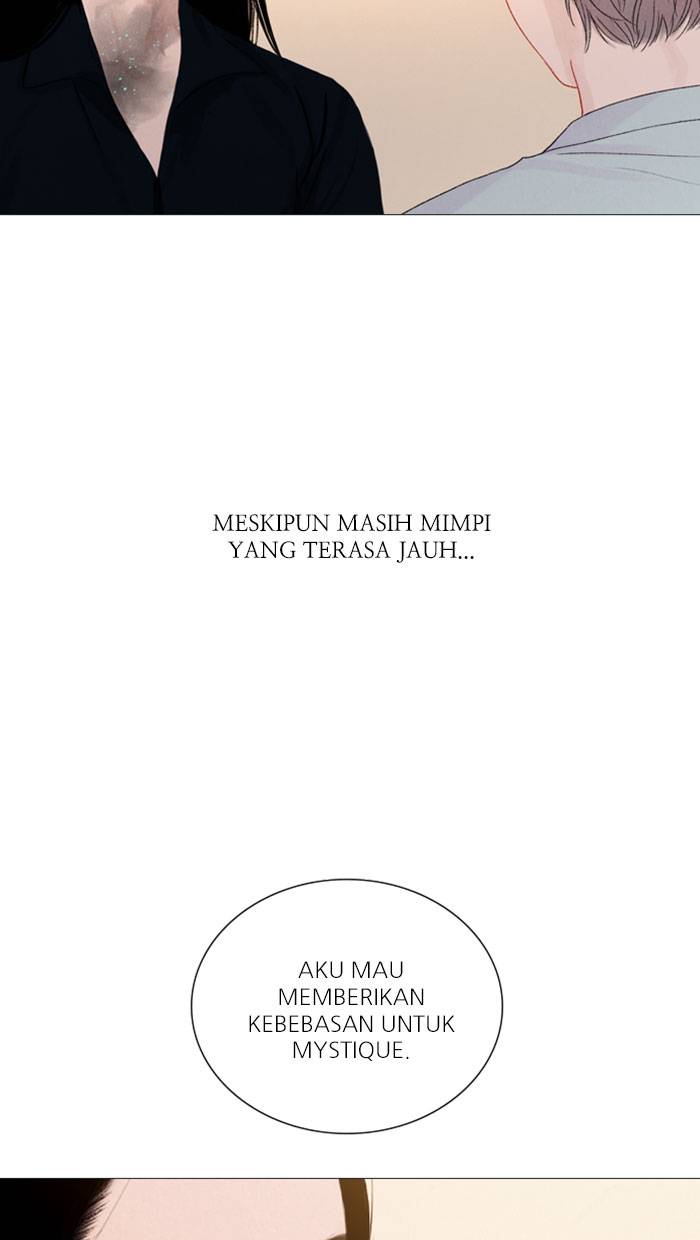 MESKIPUN MASIH MIMPI
YANG TERASA JAUH...
AKU MAU
MEMBERIKAN
KEBEBASAN UNTUK
MYSTIQUE.